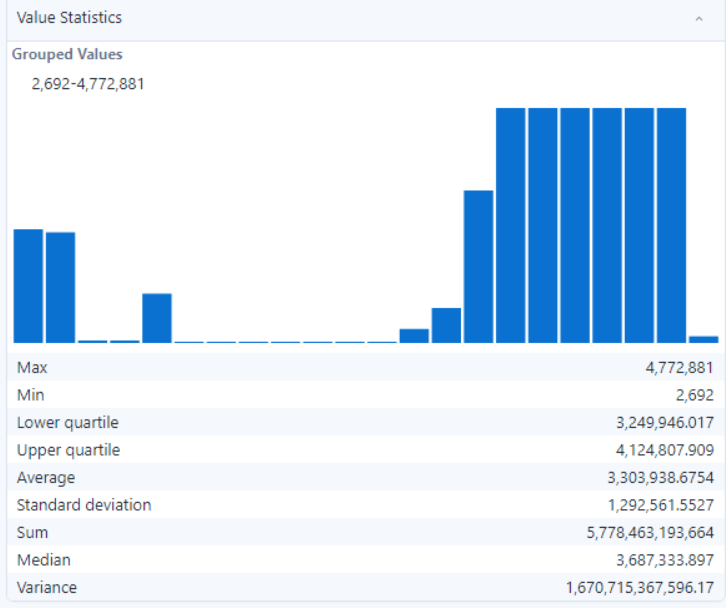 Value Statistics
Grouped Values
2,692-4,772,881
Max 4,772,881
Min 2,692
Lower quartile 3,249,946.017
Upper quartile 4,124,807.909
Average 3,303,938.6754
Standard deviation 1,292,561.5527
Sum 5,778,463,193,664
Median 3,687,333.897
Variance 1,670,715,367,596.17